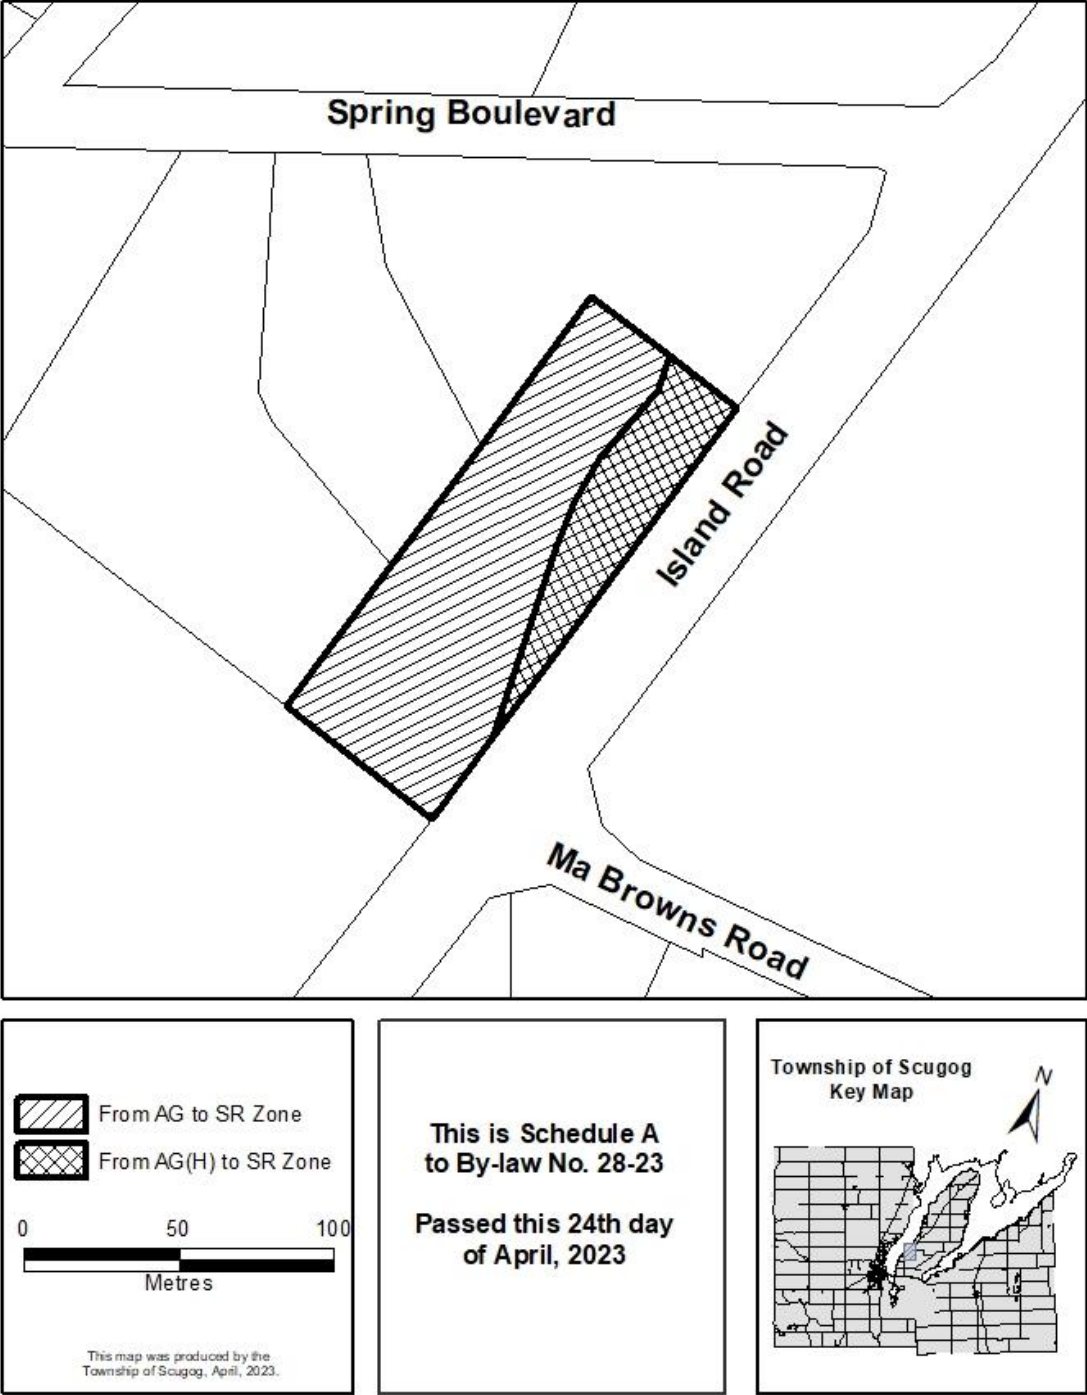 Spring Boulevard
Island Road
Ma Browns Road
From AG to SR Zone
From AG(H) to SR Zone
0 50 100
Metres
This map was produced by the
Township of Scugog, April, 2023.
This is Schedule A
to By-law No. 28-23
Passed this 24th day
of April, 2023
Township of Scugog
Key Map
N